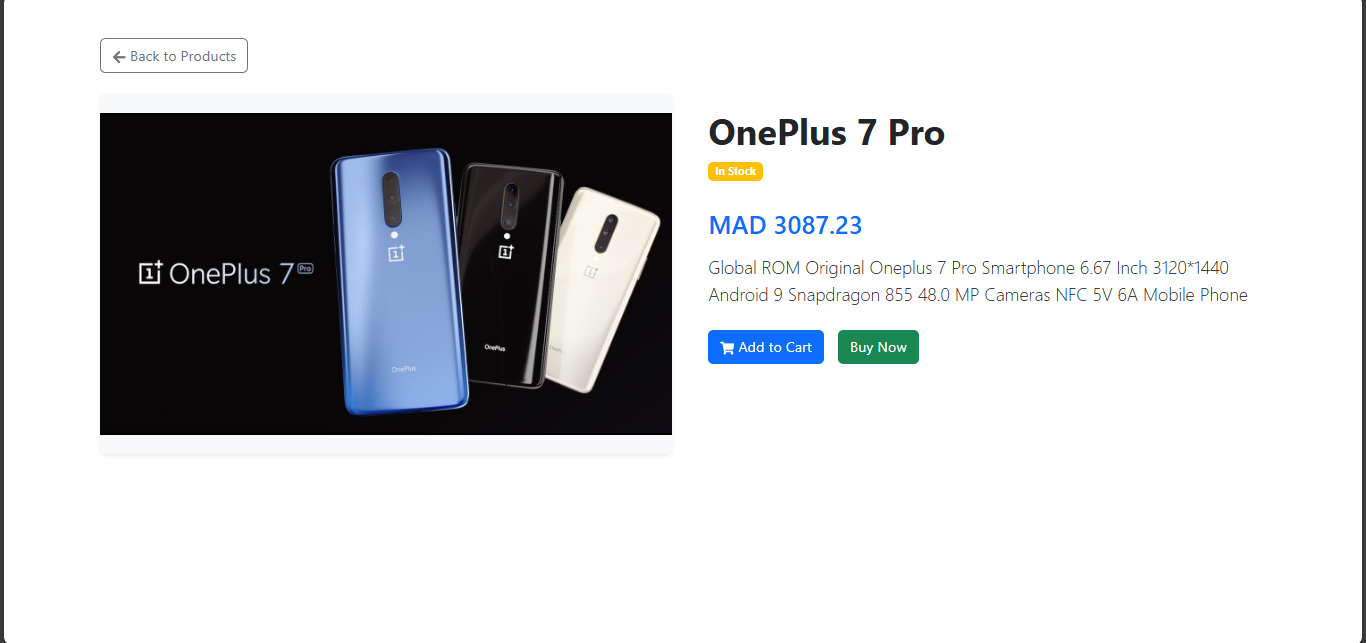 Back to Products
OnePlus 7 Pro
In Stock
MAD 3087.23
Global ROM Original Oneplus 7 Pro Smartphone 6.67 Inch 3120*1440
Android 9 Snapdragon 855 48.0 MP Cameras NFC 5V 6A Mobile Phone
Add to Cart
Buy Now
OnePlus 7 Pro
OnePlus
OnePlus